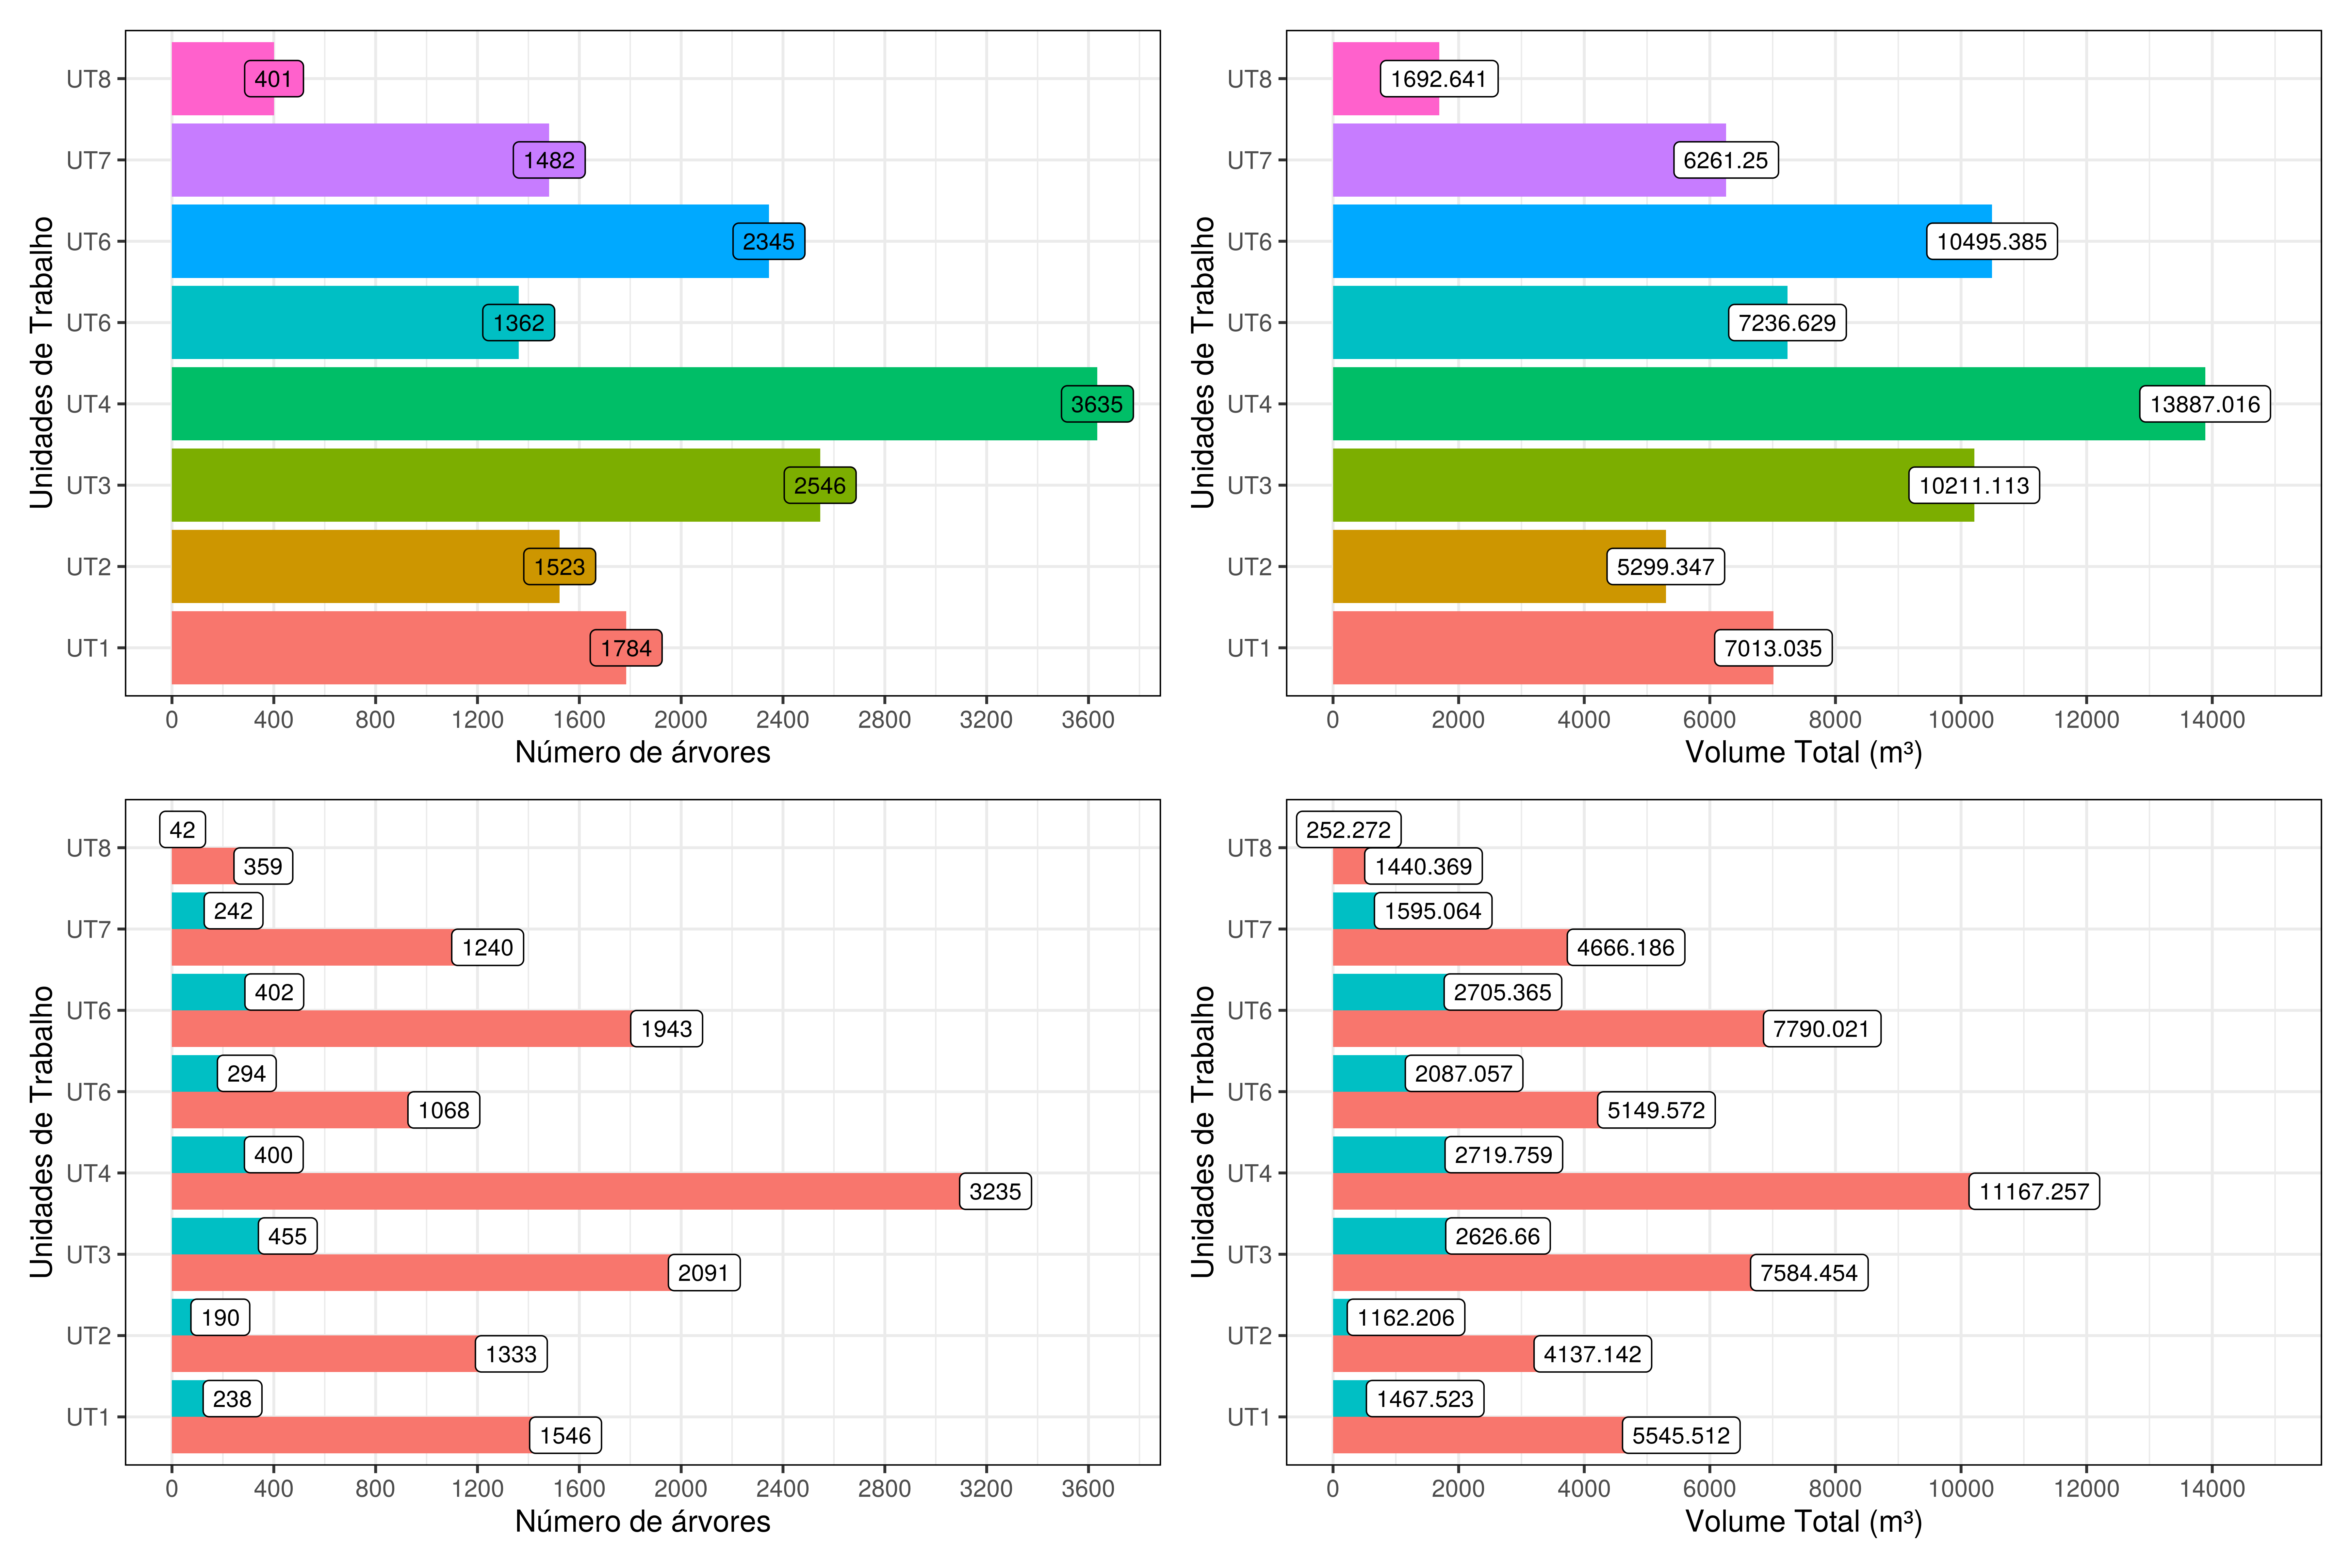 Unidades de Trabalho
UT8
401
UT7
1482
UT6
2345
UT6
1362
UT4
3635
UT3
2546
UT2
1523
UT1
1784
0 400 800 1200 1600 2000 2400 2800 3200 3600
Número de árvores
Unidades de Trabalho
UT8
1692.641
UT7
6261.25
UT6
10495.385
UT6
7236.629
UT4
13887.016
UT3
10211.113
UT2
5299.347
UT1
7013.035
0 2000 4000 6000 8000 10000 12000 14000
Volume Total (m³)
Unidades de Trabalho
UT8
42
359
UT7
242
1240
UT6
402
1943
UT6
294
1068
UT4
400
3235
UT3
455
2091
UT2
190
1333
UT1
238
1546
0 400 800 1200 1600 2000 2400 2800 3200 3600
Número de árvores
Unidades de Trabalho
UT8
252.272
1440.369
UT7
1595.064
4666.186
UT6
2705.365
7790.021
UT6
2087.057
5149.572
UT4
2719.759
11167.257
UT3
2626.66
7584.454
UT2
1162.206
4137.142
UT1
1467.523
5545.512
0 2000 4000 6000 8000 10000 12000 14000
Volume Total (m³)